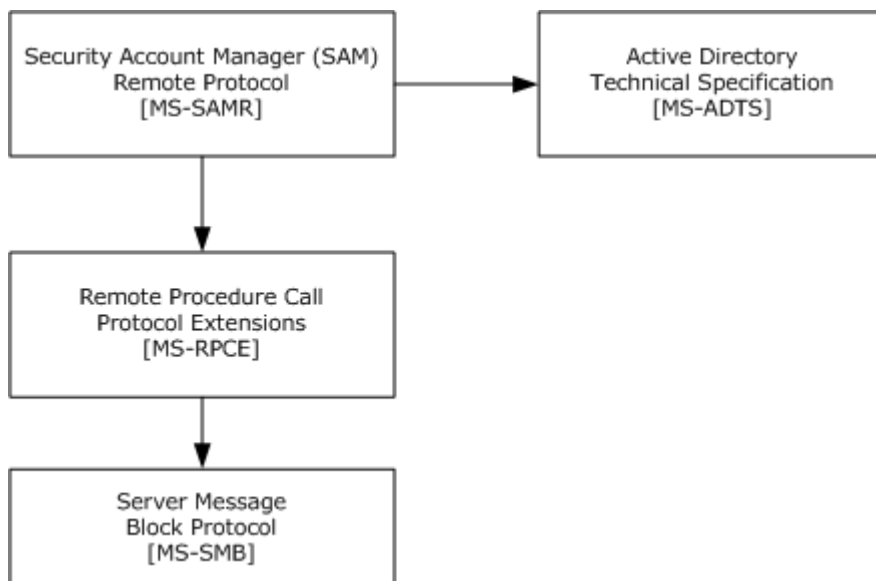 Security Account Manager (SAM)
Remote Protocol
[MS-SAMR]
Active Directory
Technical Specification
[MS-ADTS]
Remote Procedure Call
Protocol Extensions
[MS-RPCE]
Server Message
Block Protocol
[MS-SMB]